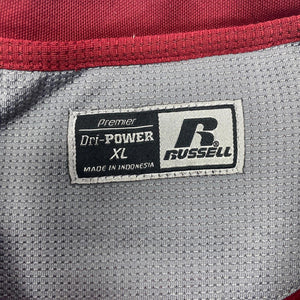 Premier
Dri-POWER
XL
MADE IN INDONESIA
R
RUSSELL